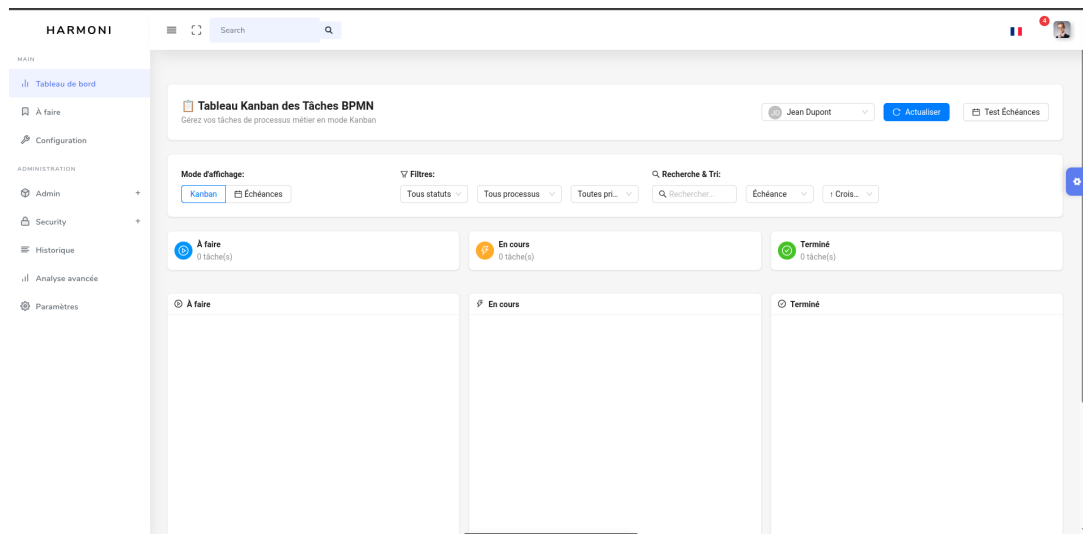 HARMONI
Search
4
MAIN
Tableau de bord
À faire
Configuration
ADMINISTRATION
Admin +
Security +
Historique
Analyse avancée
Paramètres
Tableau Kanban des Tâches BPMN
Gérez vos tâches de processus métier en mode Kanban
JD Jean Dupont
Actualiser
Test Échéances
Mode d'affichage:
Kanban Échéances
Filtres:
Tous statuts Tous processus Toutes pri...
Recherche & Tri:
Rechercher... Échéance ↑ Crois...
À faire
0 tâche(s)
En cours
0 tâche(s)
Terminé
0 tâche(s)
À faire
En cours
Terminé